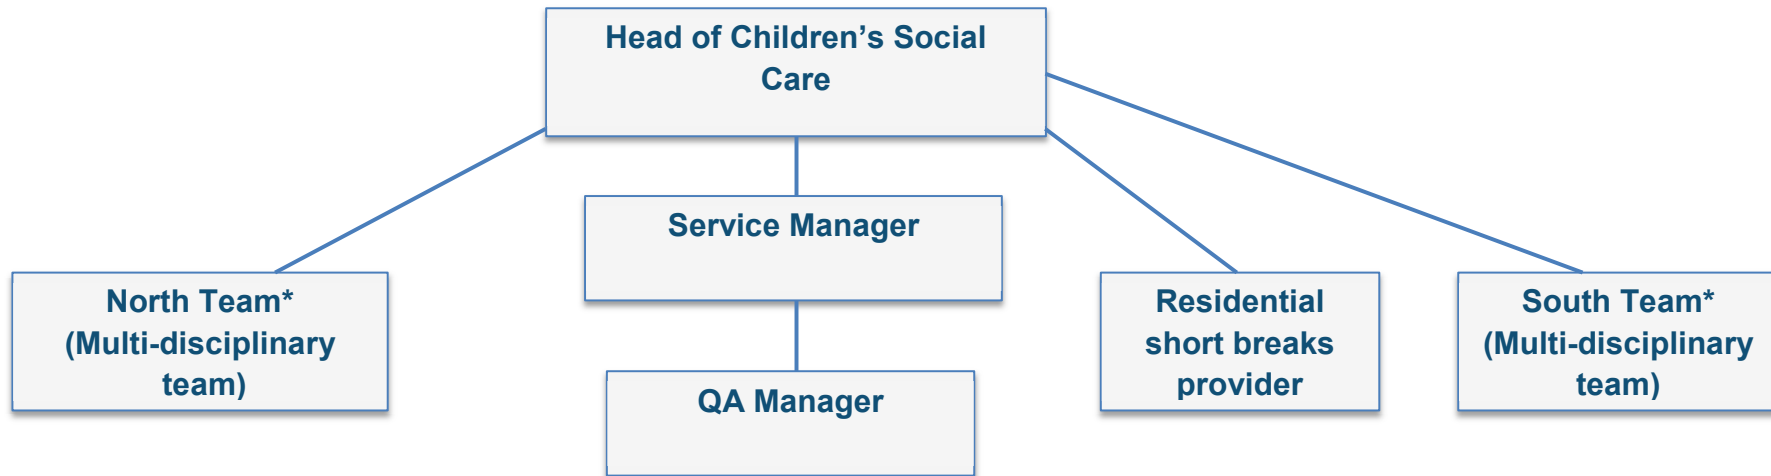 Head of Children’s Social
Care
Service Manager
North Team*
(Multi-disciplinary
team)
Residential
short breaks
provider
South Team*
(Multi-disciplinary
team)
QA Manager